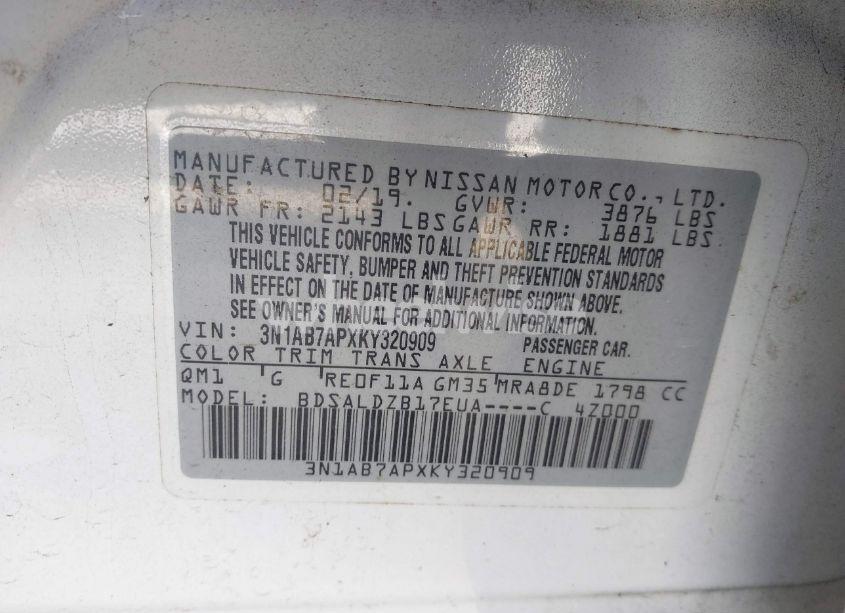 MANUFACTURED BY NISSAN MOTOR CO., LTD.
DATE: 02/19. GVWR: 3876 LBS
GAWR FR: 2143 LBS GAWR RR: 1881 LBS
THIS VEHICLE CONFORMS TO ALL APPLICABLE FEDERAL MOTOR
VEHICLE SAFETY, BUMPER AND THEFT PREVENTION STANDARDS
IN EFFECT ON THE DATE OF MANUFACTURE SHOWN ABOVE.
SEE OWNER'S MANUAL FOR ADDITIONAL INFORMATION.
VIN: 3N1AB7APXKY320909 PASSENGER CAR.
COLOR TRIM TRANS AXLE ENGINE
QM1 G RE0F11A GM35 MRA8DE 1798 CC
MODEL: BDSALDZB17EUA----C 4Z000
3N1AB7APXKY320909